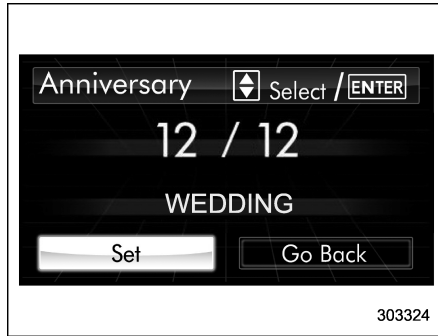 Anniversary Select / ENTER
12 / 12
WEDDING
Set Go Back
303324